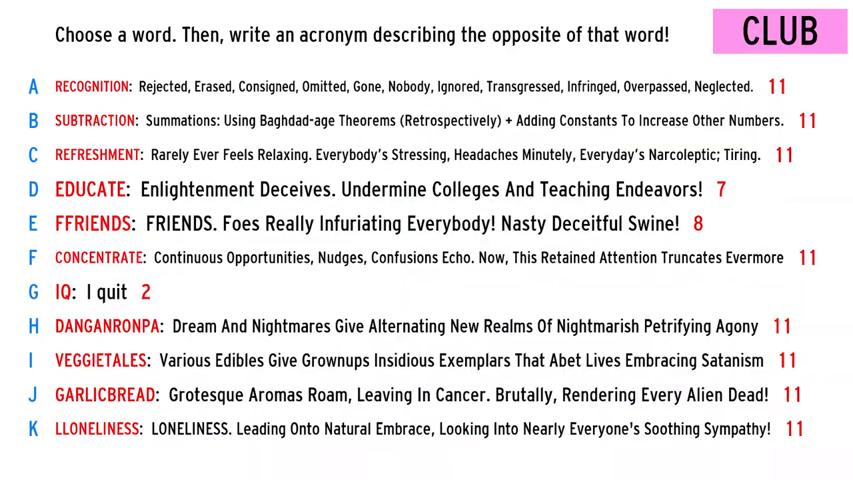 Choose a word. Then, write an acronym describing the opposite of that word!
CLUB
A RECOGNITION: Rejected, Erased, Consigned, Omitted, Gone, Nobody, Ignored, Transgressed, Infringed, Overpassed, Neglected. 11
B SUBTRACTION: Summations: Using Baghdad-age Theorems (Retrospectively) + Adding Constants To Increase Other Numbers. 11
C REFRESHMENT: Rarely Ever Feels Relaxing. Everybody's Stressing, Headaches Minutely, Everyday's Narcoleptic; Tiring. 11
D EDUCATE: Enlightenment Deceives. Undermine Colleges And Teaching Endeavors! 7
E FFRIENDS: FRIENDS. Foes Really Infuriating Everybody! Nasty Deceitful Swine! 8
F CONCENTRATE: Continuous Opportunities, Nudges, Confusions Echo. Now, This Retained Attention Truncates Evermore 11
G IQ: I quit 2
H DANGANRONPA: Dream And Nightmares Give Alternating New Realms Of Nightmarish Petrifying Agony 11
I VEGGIETALES: Various Edibles Give Grownups Insidious Exemplars That Abet Lives Embracing Satanism 11
J GARLICBREAD: Grotesque Aromas Roam, Leaving In Cancer. Brutally, Rendering Every Alien Dead! 11
K LLONELINESS: LONELINESS. Leading Onto Natural Embrace, Looking Into Nearly Everyone's Soothing Sympathy! 11